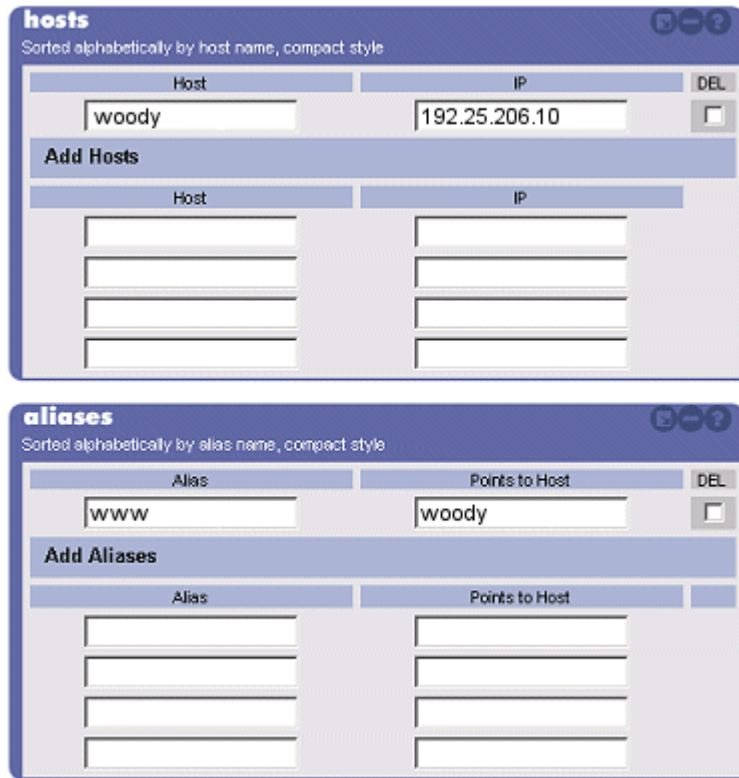 hosts
Sorted alphabetically by host name, compact style
Host IP DEL
woody 192.25.206.10
Add Hosts
Host IP
aliases
Sorted alphabetically by alias name, compact style
Alias Points to Host DEL
www woody
Add Aliases
Alias Points to Host